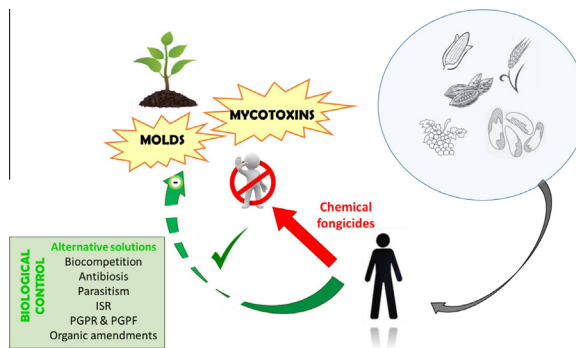 MYCOTOXINS
MOLDS
Chemical
fongicides
BIOLOGICAL
CONTROL
Alternative solutions
Biocompetition
Antibiosis
Parasitism
ISR
PGPR & PGPF
Organic amendments